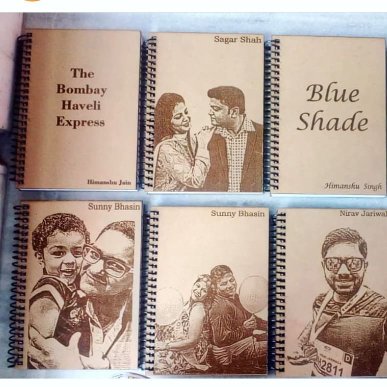 The
Bombay
Haveli
Express
Himanshu Jain
Sagar Shah
Blue
Shade
Himanshu Singh
Sunny Bhasin
Sunny Bhasin
Nirav Jariwal
2811